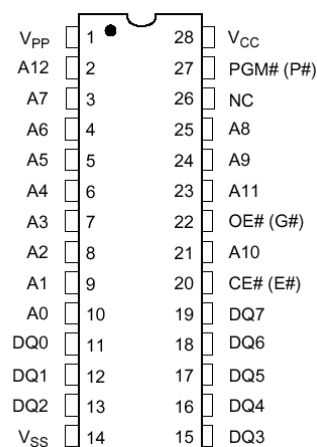 VPP 1 28 VCC
A12 2 27 PGM# (P#)
A7 3 26 NC
A6 4 25 A8
A5 5 24 A9
A4 6 23 A11
A3 7 22 OE# (G#)
A2 8 21 A10
A1 9 20 CE# (E#)
A0 10 19 DQ7
DQ0 11 18 DQ6
DQ1 12 17 DQ5
DQ2 13 16 DQ4
VSS 14 15 DQ3